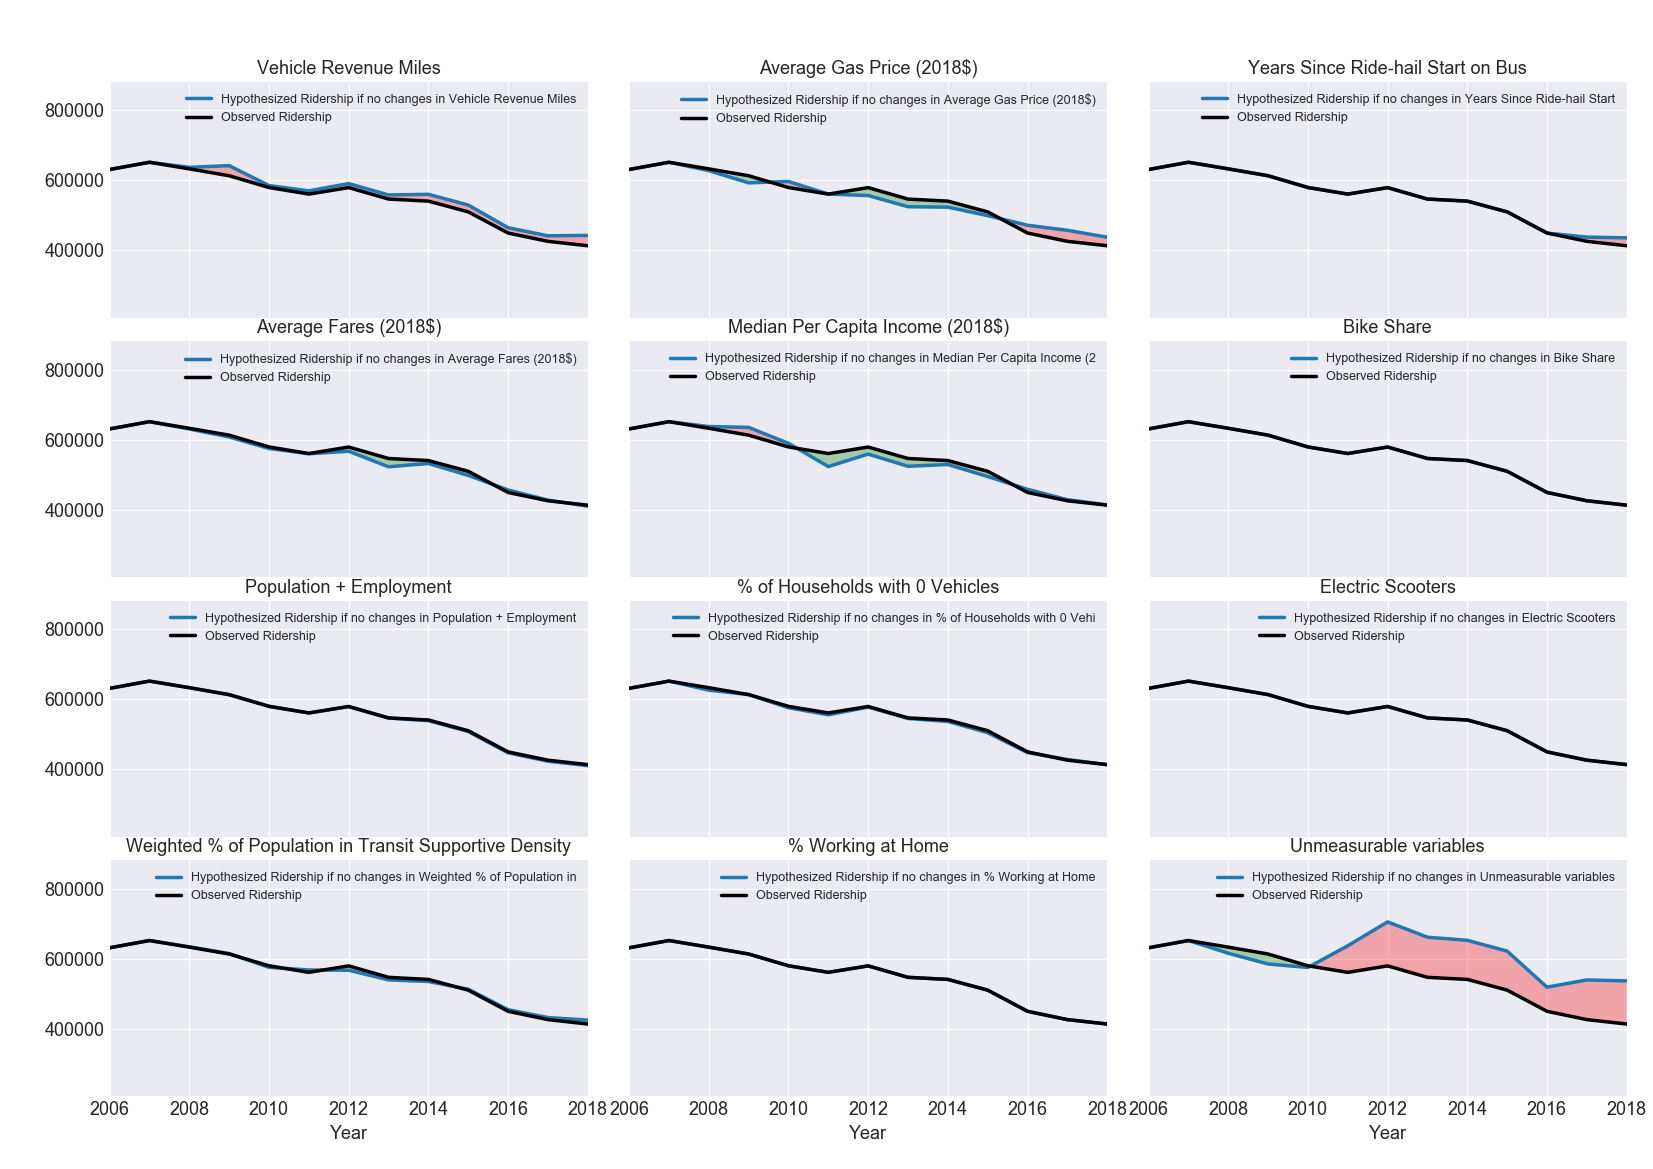 Vehicle Revenue Miles
Hypothesized Ridership if no changes in Vehicle Revenue Miles
Observed Ridership
800000
600000
400000
Average Gas Price (2018$)
Hypothesized Ridership if no changes in Average Gas Price (2018$)
Observed Ridership
Years Since Ride-hail Start on Bus
Hypothesized Ridership if no changes in Years Since Ride-hail Start
Observed Ridership
Average Fares (2018$)
Hypothesized Ridership if no changes in Average Fares (2018$)
Observed Ridership
800000
600000
400000
Median Per Capita Income (2018$)
Hypothesized Ridership if no changes in Median Per Capita Income (2
Observed Ridership
Bike Share
Hypothesized Ridership if no changes in Bike Share
Observed Ridership
Population + Employment
Hypothesized Ridership if no changes in Population + Employment
Observed Ridership
800000
600000
400000
% of Households with 0 Vehicles
Hypothesized Ridership if no changes in % of Households with 0 Vehi
Observed Ridership
Electric Scooters
Hypothesized Ridership if no changes in Electric Scooters
Observed Ridership
Weighted % of Population in Transit Supportive Density
Hypothesized Ridership if no changes in Weighted % of Population in
Observed Ridership
800000
600000
400000
2006 2008 2010 2012 2014 2016 2018
Year
% Working at Home
Hypothesized Ridership if no changes in % Working at Home
Observed Ridership
2006 2008 2010 2012 2014 2016 2018
Year
Unmeasurable variables
Hypothesized Ridership if no changes in Unmeasurable variables
Observed Ridership
2006 2008 2010 2012 2014 2016 2018
Year